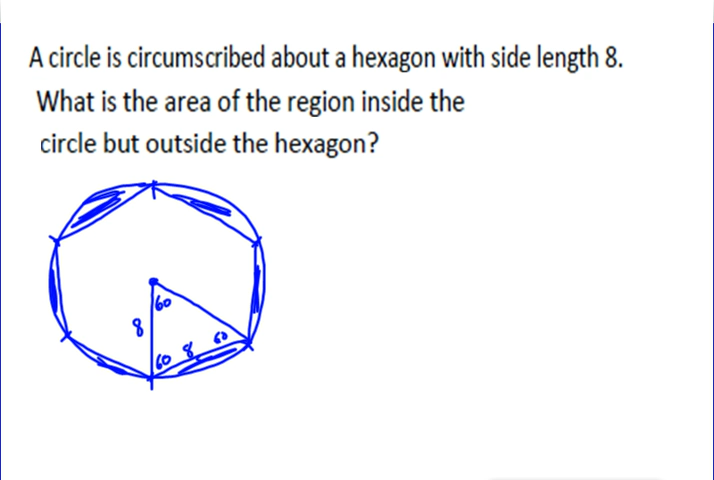 A circle is circumscribed about a hexagon with side length 8.
What is the area of the region inside the
circle but outside the hexagon?
60
8
60 8 60